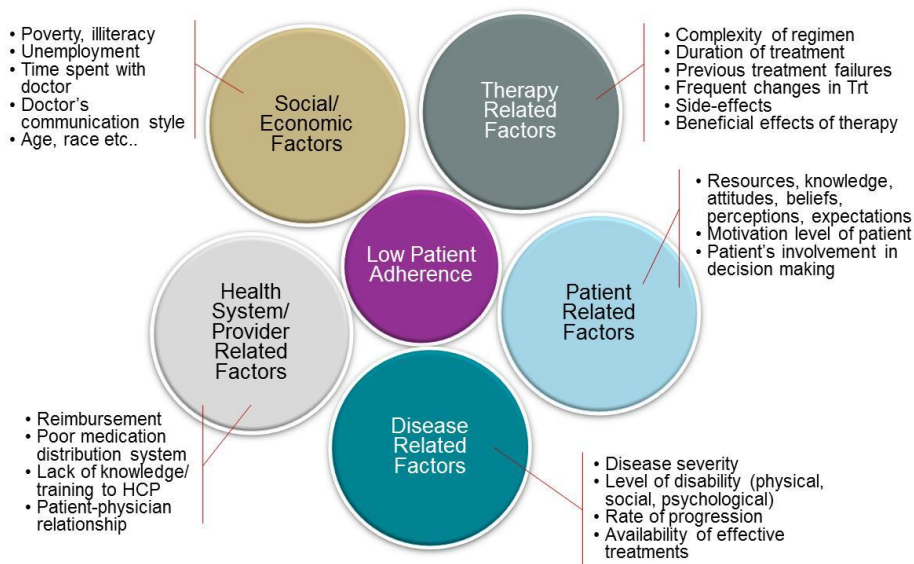 • Poverty, illiteracy
• Unemployment
• Time spent with
doctor
• Doctor's
communication style
• Age, race etc..
Social/
Economic
Factors
Therapy
Related
Factors
• Complexity of regimen
• Duration of treatment
• Previous treatment failures
• Frequent changes in Trt
• Side-effects
• Beneficial effects of therapy
Low Patient
Adherence
• Resources, knowledge,
attitudes, beliefs,
perceptions, expectations
• Motivation level of patient
• Patient's involvement in
decision making
Health
System/
Provider
Related
Factors
Patient
Related
Factors
• Reimbursement
• Poor medication
distribution system
• Lack of knowledge/
training to HCP
• Patient-physician
relationship
Disease
Related
Factors
• Disease severity
• Level of disability (physical,
social, psychological)
• Rate of progression
• Availability of effective
treatments